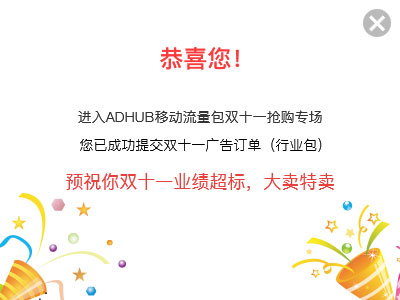 恭喜您！
进入ADHUB移动流量包双十一抢购专场
您已成功提交双十一广告订单（行业包）
预祝你双十一业绩超标，大卖特卖